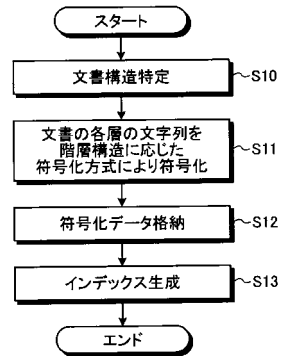 スタート
文書構造特定
S10
文書の各層の文字列を
階層構造に応じた
符号化方式により符号化
S11
符号化データ格納
S12
インデックス生成
S13
エンド